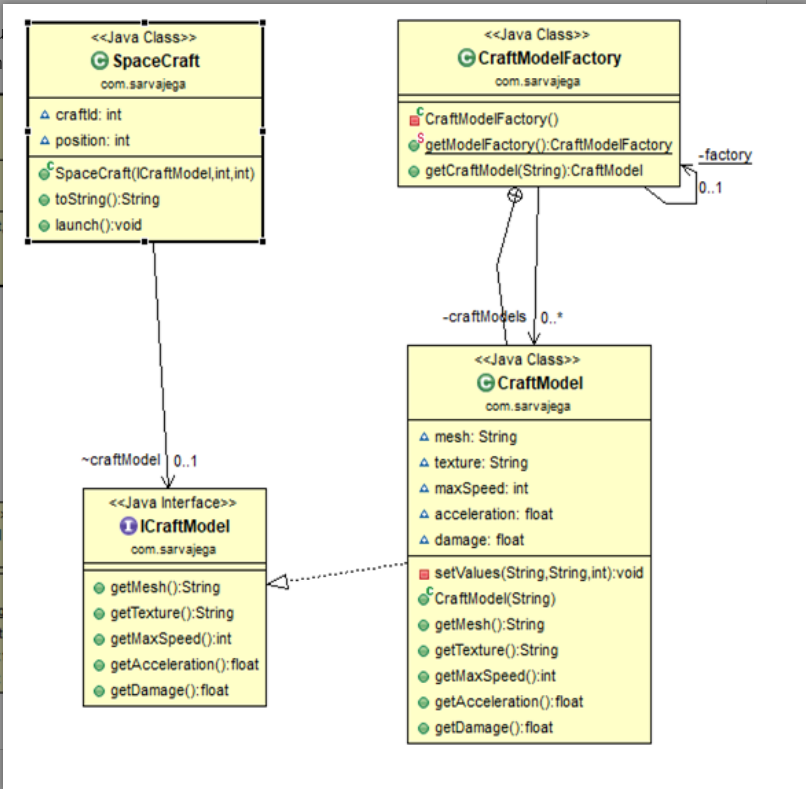 <<Java Class>>
SpaceCraft
com.sarvajega
craftId: int
position: int
SpaceCraft(ICraftModel,int,int)
toString():String
launch():void
<<Java Class>>
CraftModelFactory
com.sarvajega
CraftModelFactory()
getModelFactory():CraftModelFactory
getCraftModel(String):CraftModel
-factory
0..1
-craftModels
0..*
<<Java Class>>
CraftModel
com.sarvajega
mesh: String
texture: String
maxSpeed: int
acceleration: float
damage: float
setValues(String,String,int):void
CraftModel(String)
getMesh():String
getTexture():String
getMaxSpeed():int
getAcceleration():float
getDamage():float
~craftModel
0..1
<<Java Interface>>
ICraftModel
com.sarvajega
getMesh():String
getTexture():String
getMaxSpeed():int
getAcceleration():float
getDamage():float